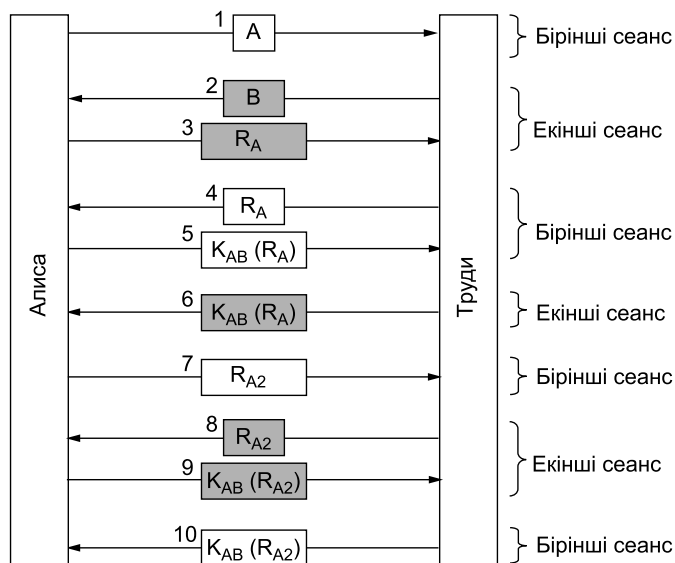 1 A Бірінші сеанс
2 B
Екінші сеанс
3 R_A
4 R_A
Бірінші сеанс
5 K_AB (R_A)
6 K_AB (R_A) Екінші сеанс
7 R_A2 Бірінші сеанс
8 R_A2
Екінші сеанс
9 K_AB (R_A2)
10 K_AB (R_A2) Бірінші сеанс
Алиса
Труди